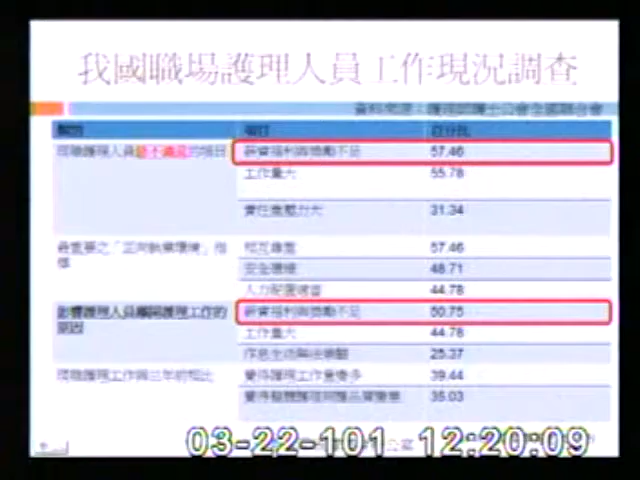 我國職場護理人員工作現況調查
資料來源：護理師護士公會全國聯合會
類別 項目 百分比
現職護理人員最不滿足的項目 薪資福利與獎勵不足 57.46
工作量大 55.78
責任重壓力大 31.34
最重要之「正向執業環境」指標 相互尊重 57.46
安全環境 48.71
人力配置適當 44.78
影響護理人員離開護理工作的原因 薪資福利與獎勵不足 50.75
工作量大 44.78
作息生活無法兼顧 25.37
現職護理工作與三年前相比 覺得護理工作量變多 39.44
35.03
03-22-101 12:20:09